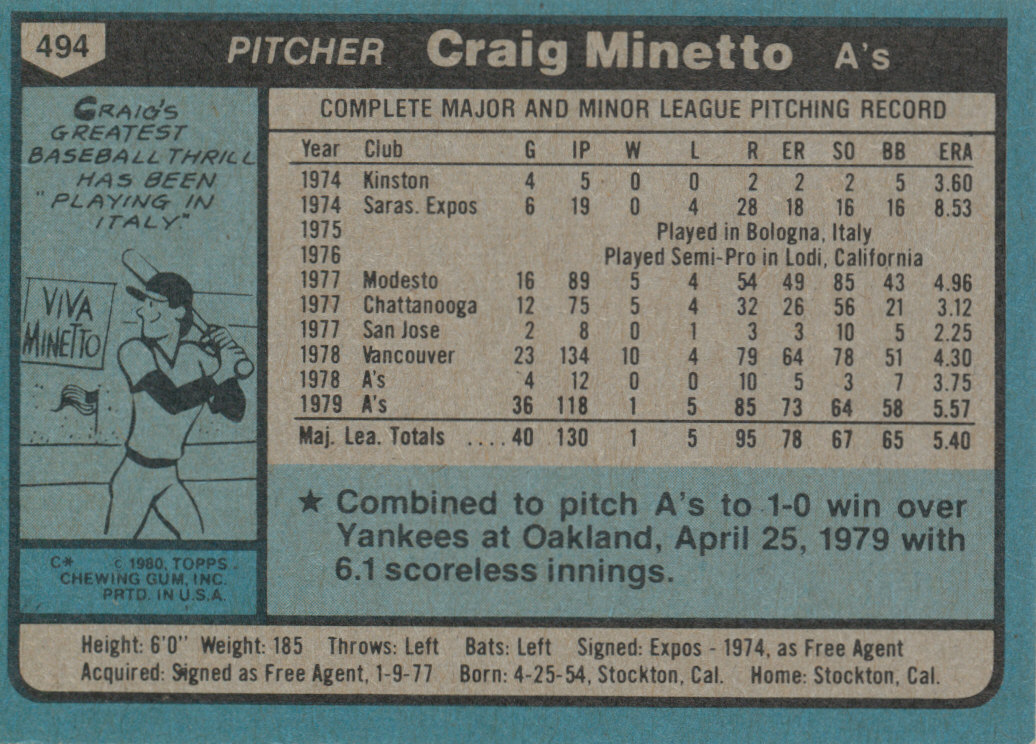 494 PITCHER Craig Minetto A's
CRAIG'S
GREATEST
BASEBALL THRILL
HAS BEEN
"PLAYING IN
ITALY."
VIVA
MINETTO
C* © 1980, TOPPS
CHEWING GUM, INC.
PRTD. IN U.S.A.
COMPLETE MAJOR AND MINOR LEAGUE PITCHING RECORD
Year Club G IP W L R ER SO BB ERA
1974 Kinston 4 5 0 0 2 2 2 5 3.60
1974 Saras. Expos 6 19 0 4 28 18 16 16 8.53
1975 Played in Bologna, Italy
1976 Played Semi-Pro in Lodi, California
1977 Modesto 16 89 5 4 54 49 85 43 4.96
1977 Chattanooga 12 75 5 4 32 26 56 21 3.12
1977 San Jose 2 8 0 1 3 3 10 5 2.25
1978 Vancouver 23 134 10 4 79 64 78 51 4.30
1978 A's 4 12 0 0 10 5 3 7 3.75
1979 A's 36 118 1 5 85 73 64 58 5.57
Maj. Lea. Totals ....40 130 1 5 95 78 67 65 5.40
★ Combined to pitch A's to 1-0 win over
Yankees at Oakland, April 25, 1979 with
6.1 scoreless innings.
Height: 6'0" Weight: 185 Throws: Left Bats: Left Signed: Expos - 1974, as Free Agent
Acquired: Signed as Free Agent, 1-9-77 Born: 4-25-54, Stockton, Cal. Home: Stockton, Cal.